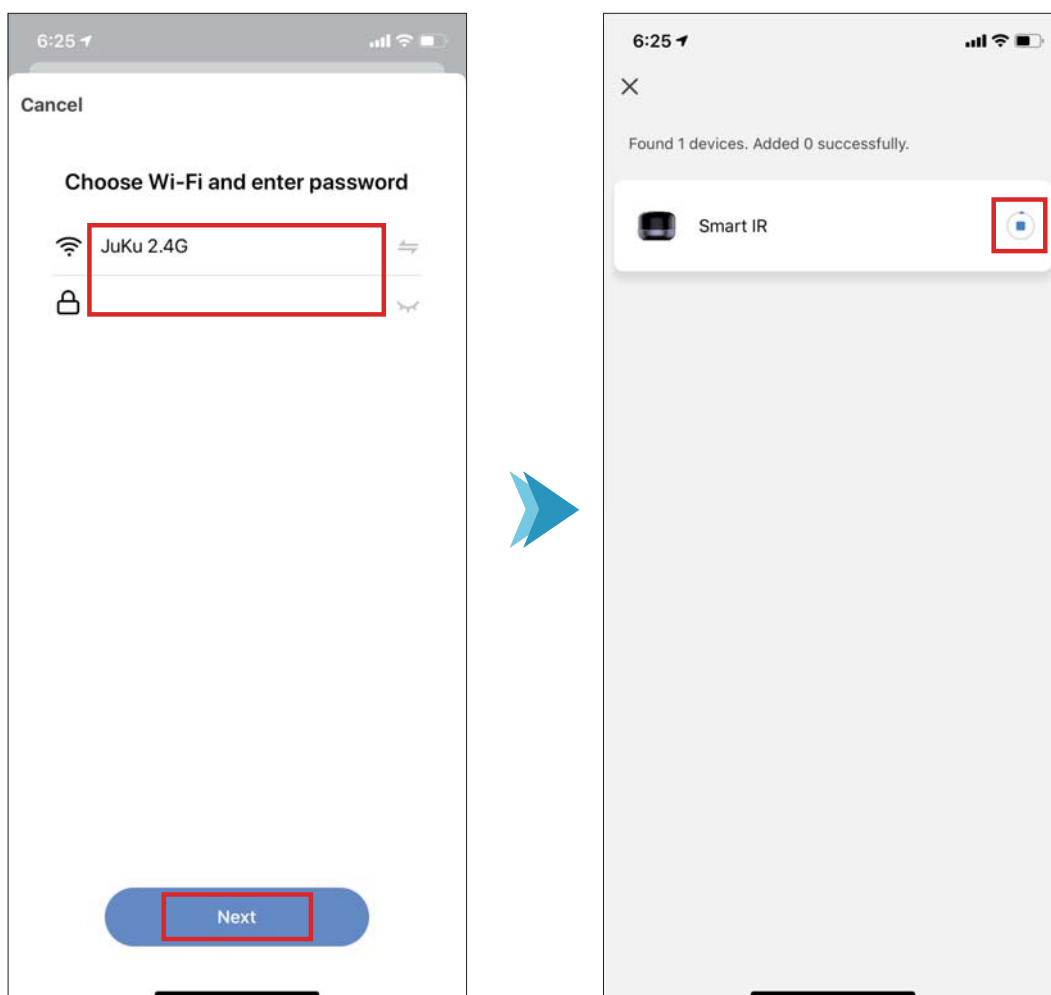 6:25
Cancel
Choose Wi-Fi and enter password
JuKu 2.4G
Next
6:25
Found 1 devices. Added 0 successfully.
Smart IR